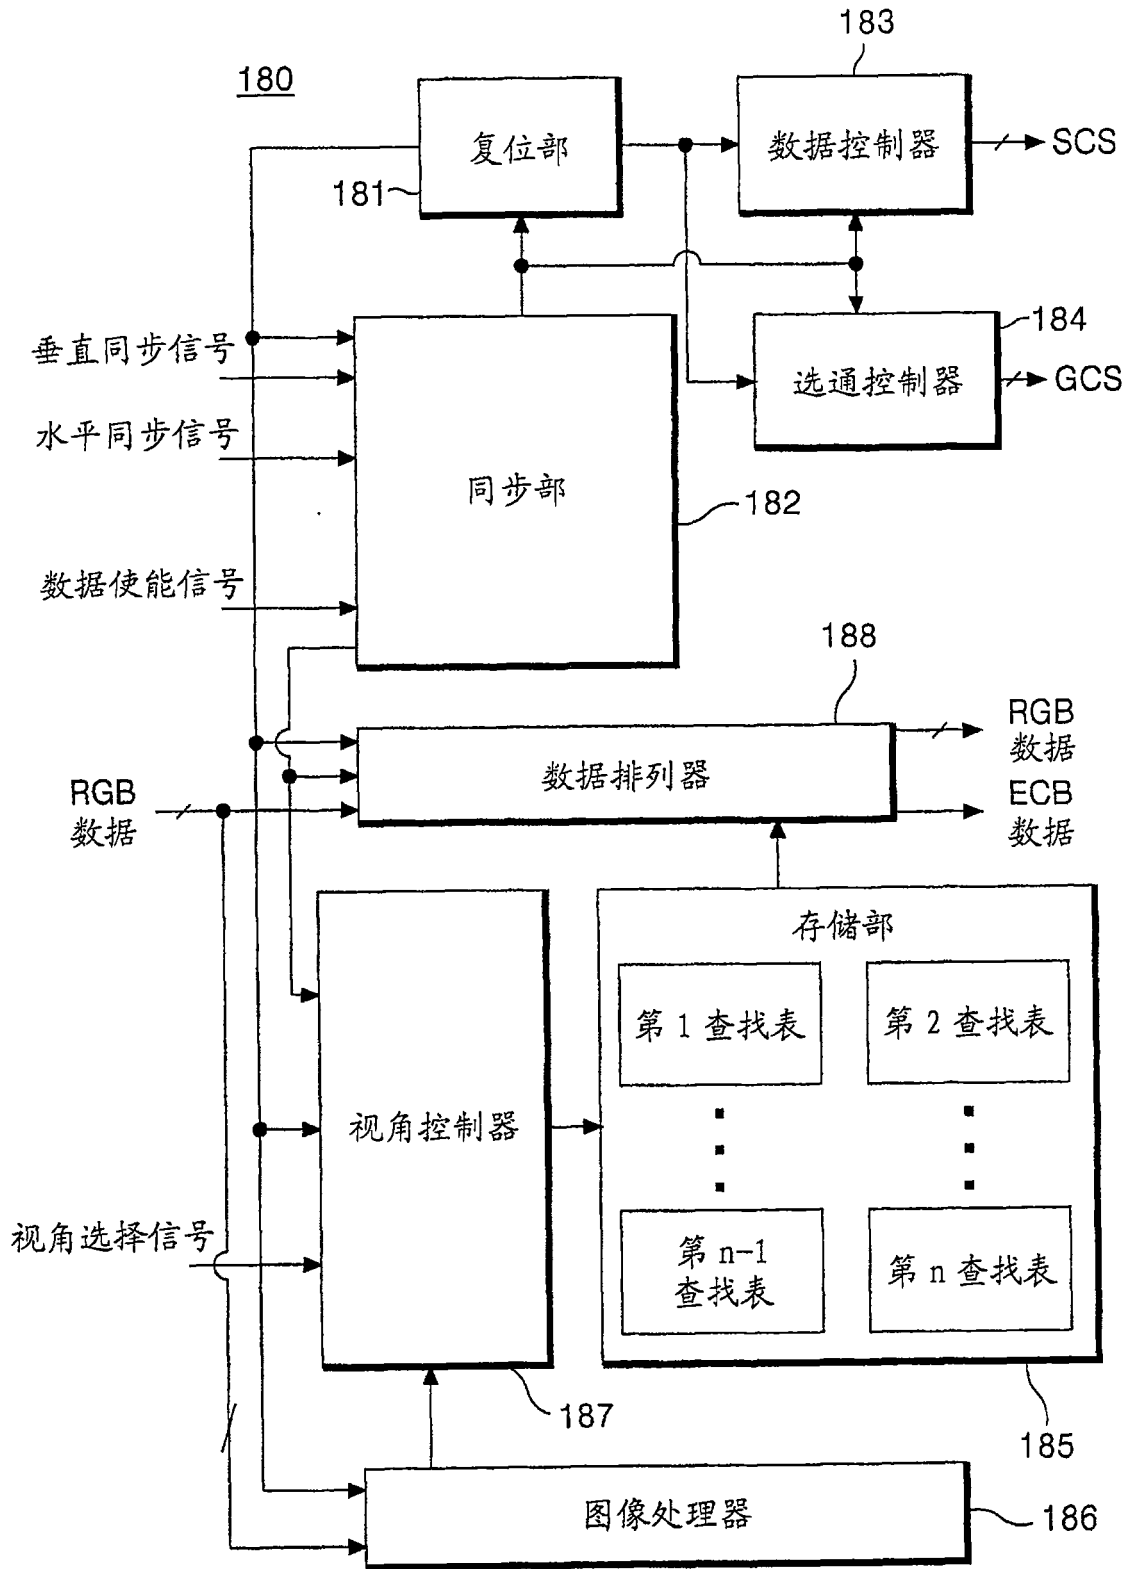 180
183
复位部
数据控制器
SCS
181
垂直同步信号
184
选通控制器
GCS
水平同步信号
同步部
182
数据使能信号
188
RGB
数据
数据排列器
RGB
数据
ECB
数据
存储部
第1查找表
第2查找表
视角控制器
视角选择信号
第n-1
查找表
第n查找表
187
185
图像处理器
186